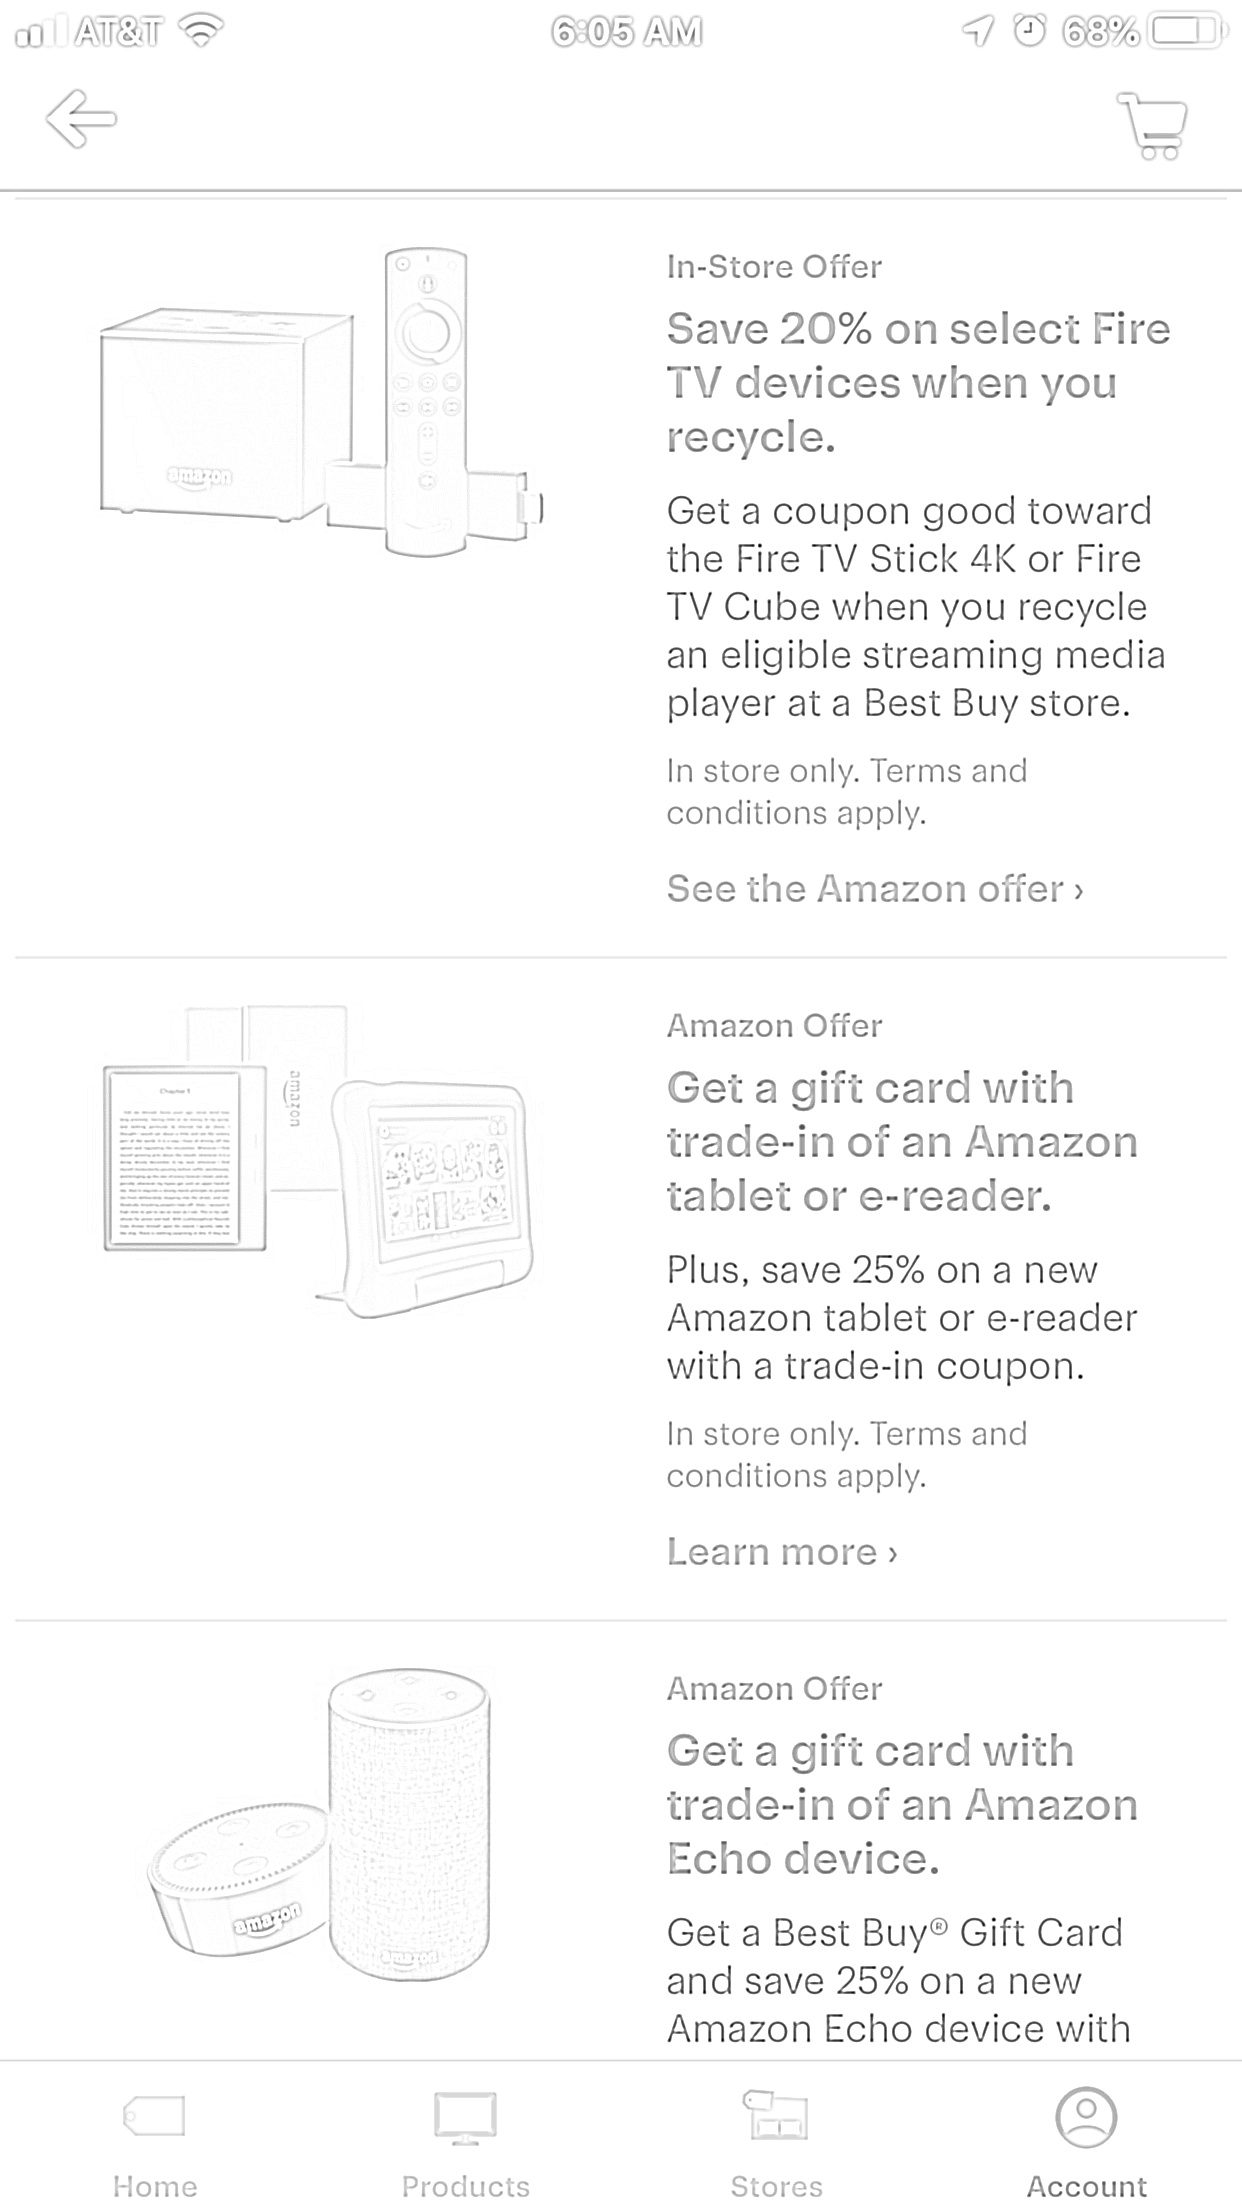 AT&T 6:05 AM 68%
In-Store Offer
Save 20% on select Fire
TV devices when you
recycle.
Get a coupon good toward
the Fire TV Stick 4K or Fire
TV Cube when you recycle
an eligible streaming media
player at a Best Buy store.
In store only. Terms and
conditions apply.
See the Amazon offer ›
amazon
Amazon Offer
Get a gift card with
trade-in of an Amazon
tablet or e-reader.
Plus, save 25% on a new
Amazon tablet or e-reader
with a trade-in coupon.
In store only. Terms and
conditions apply.
Learn more ›
Chapter 1
amazon
Amazon Offer
Get a gift card with
trade-in of an Amazon
Echo device.
Get a Best Buy® Gift Card
and save 25% on a new
Amazon Echo device with
amazon
amazon
Home Products Stores Account